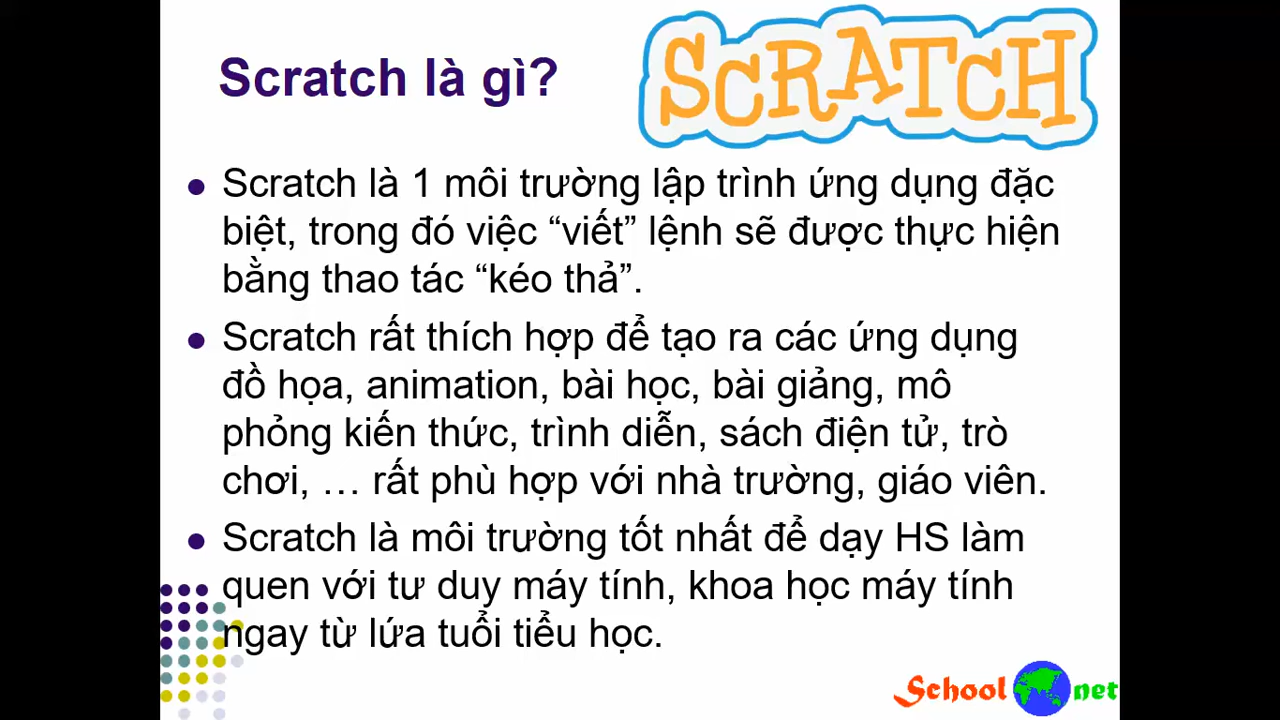 Scratch là gì?
SCRATCH
Scratch là 1 môi trường lập trình ứng dụng đặc
biệt, trong đó việc “viết” lệnh sẽ được thực hiện
bằng thao tác “kéo thả”.
Scratch rất thích hợp để tạo ra các ứng dụng
đồ họa, animation, bài học, bài giảng, mô
phỏng kiến thức, trình diễn, sách điện tử, trò
chơi, … rất phù hợp với nhà trường, giáo viên.
Scratch là môi trường tốt nhất để dạy HS làm
quen với tư duy máy tính, khoa học máy tính
ngay từ lứa tuổi tiểu học.
School net